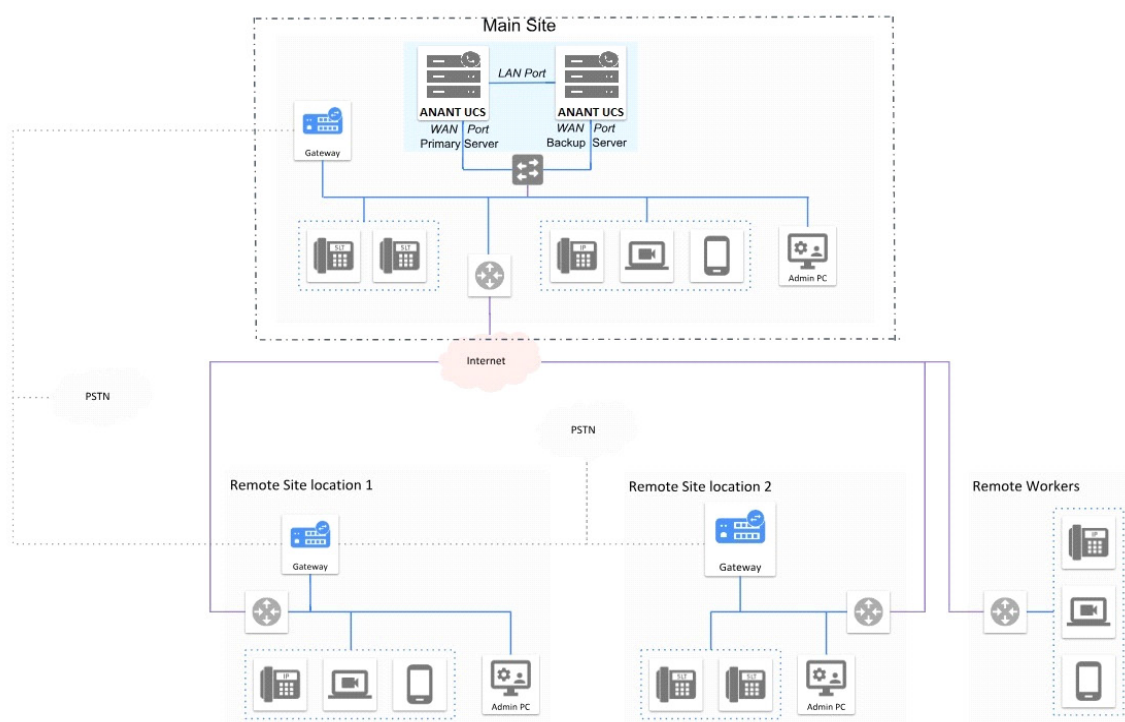 Main Site
LAN Port
ANANT UCS
ANANT UCS
WAN Port
Primary Server
WAN Port
Backup Server
Gateway
SLT
SLT
IP
Admin PC
Internet
PSTN
PSTN
Remote Site location 1
Remote Site location 2
Remote Workers
Gateway
Gateway
IP
IP
Admin PC
SLT
SLT
Admin PC